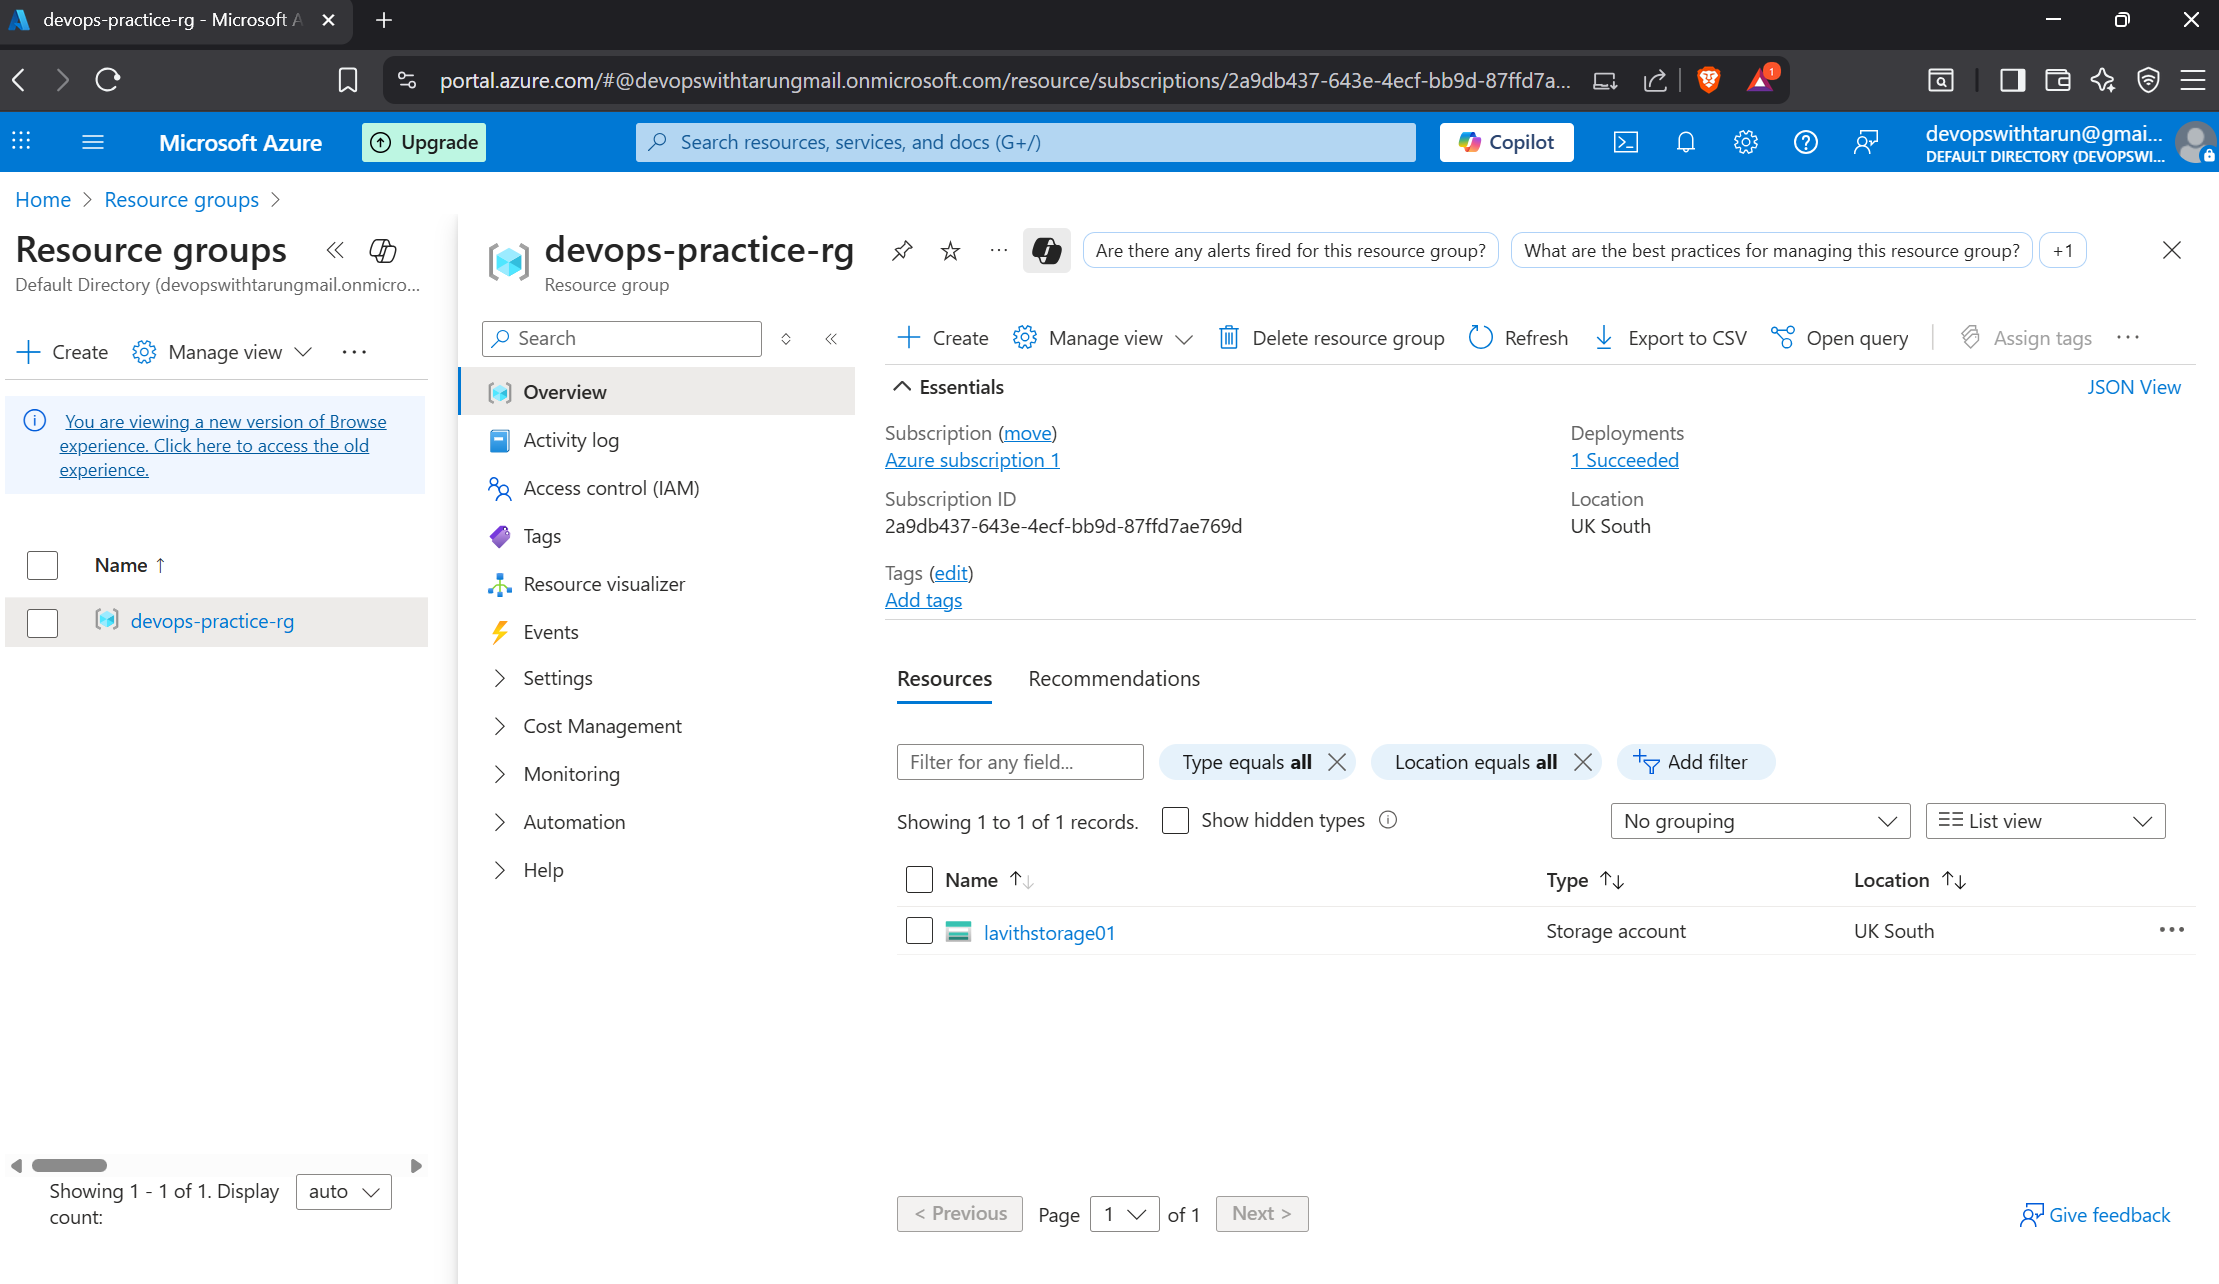 devops-practice-rg - Microsoft A
portal.azure.com/#@devopswithtarungmail.onmicrosoft.com/resource/subscriptions/2a9db437-643e-4ecf-bb9d-87ffd7a...
1
Microsoft Azure
Upgrade
Search resources, services, and docs (G+/)
Copilot
devopswithtarun@gmai...
DEFAULT DIRECTORY (DEVOPSWI...
Home > Resource groups >
Resource groups
Default Directory (devopswithtarungmail.onmicro...
Create
Manage view
You are viewing a new version of Browse
experience. Click here to access the old
experience.
Name ↑
devops-practice-rg
Showing 1 - 1 of 1. Display
count:
auto
devops-practice-rg
Resource group
Are there any alerts fired for this resource group?
What are the best practices for managing this resource group?
+1
Search
Overview
Activity log
Access control (IAM)
Tags
Resource visualizer
Events
Settings
Cost Management
Monitoring
Automation
Help
Create
Manage view
Delete resource group
Refresh
Export to CSV
Open query
Assign tags
Essentials
JSON View
Subscription (move)
Azure subscription 1
Subscription ID
2a9db437-643e-4ecf-bb9d-87ffd7ae769d
Deployments
1 Succeeded
Location
UK South
Tags (edit)
Add tags
Resources
Recommendations
Filter for any field...
Type equals all
Location equals all
Add filter
Showing 1 to 1 of 1 records.
Show hidden types
No grouping
List view
Name ↑↓
Type ↑↓
Location ↑↓
lavithstorage01
Storage account
UK South
< Previous
Page
1
of 1
Next >
Give feedback